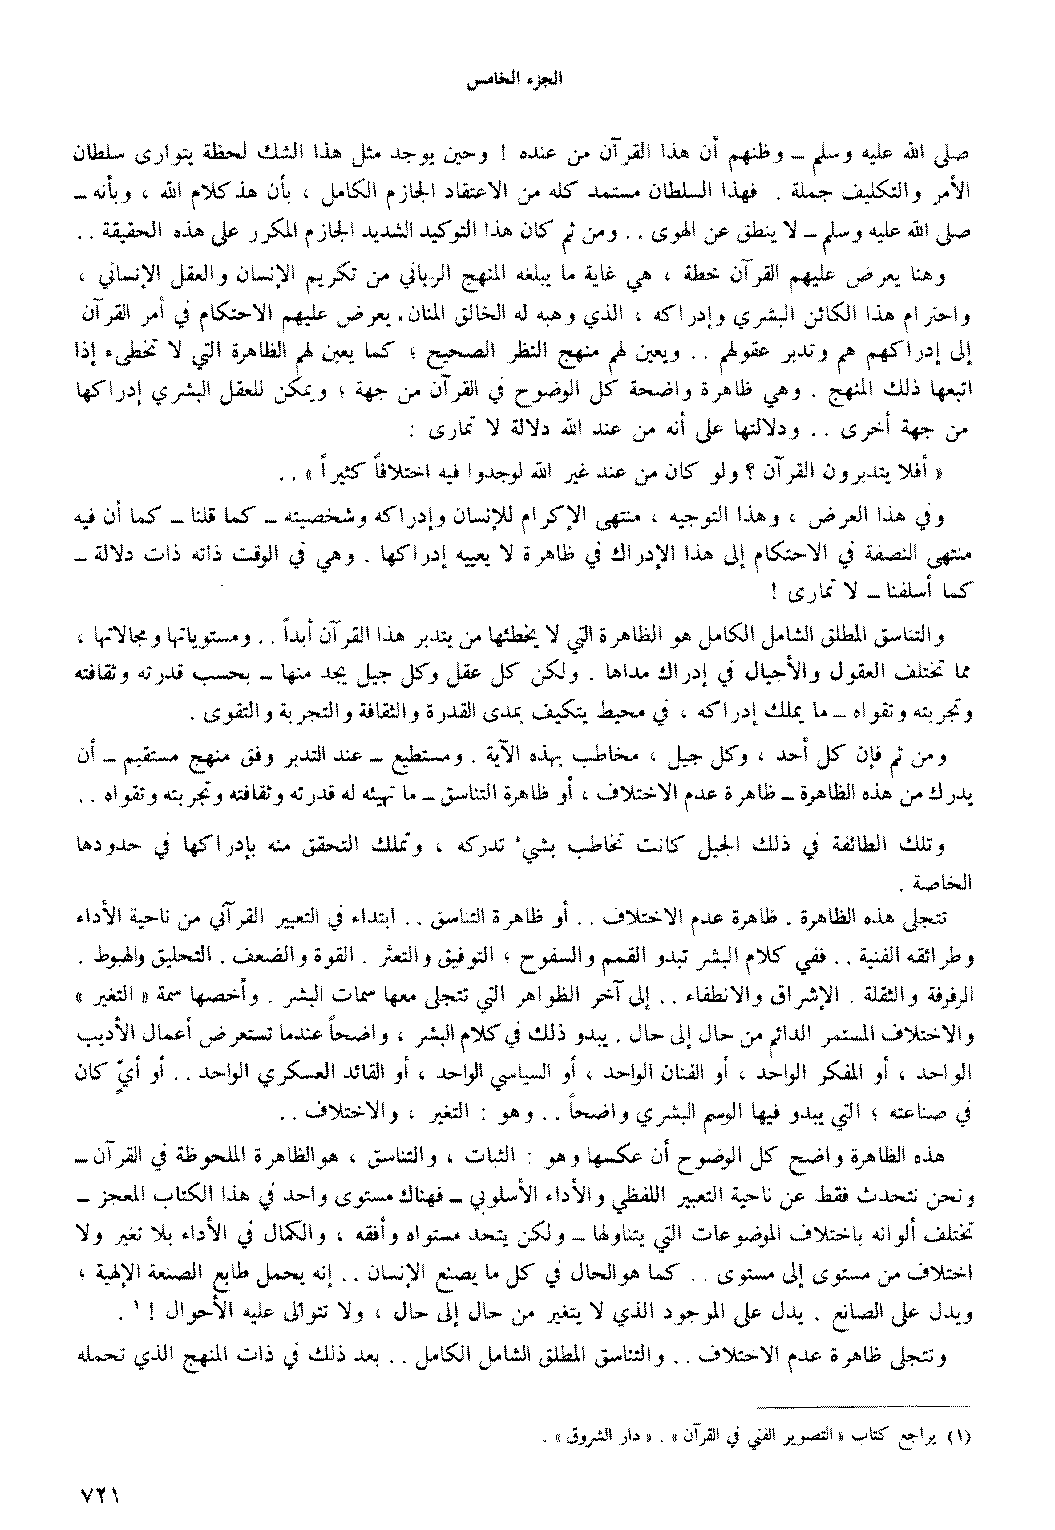 الجزء الخامس
صلى الله عليه وسلم – وظنهم أن هذا القرآن من عنده ! وحين يوجد مثل هذا الشك لحظة يتوارى سلطان
الأمر والتكليف جملة . فهذا السلطان مستمد كله من الاعتقاد الجازم الكامل ، بأن هذ كلام الله ، وبأنه –
صلى الله عليه وسلم – لا ينطق عن الهوى .. ومن ثم كان هذا التوكيد الشديد الجازم المكرر على هذه الحقيقة ..
وهنا يعرض عليهم القرآن خطة ، هي غاية ما يبلغه المنهج الرباني من تكريم الإنسان والعقل الإنساني ،
واحترام هذا الكائن البشري وإدراكه ، الذي وهبه له الخالق المنان . يعرض عليهم الاحتكام في أمر القرآن
إلى إدراكهم هم وتدبر عقولهم .. ويعين لهم منهج النظر الصحيح ؛ كما يعين لهم الظاهرة التي لا تخطىء إذا
اتبعها ذلك المنهج . وهي ظاهرة واضحة كل الوضوح في القرآن من جهة ؛ ويمكن للعقل البشري إدراكها
من جهة أخرى .. ودلالتها على أنه من عند الله دلالة لا تمارى :
« أفلا يتدبرون القرآن ؟ ولو كان من عند غير الله لوجدوا فيه اختلافاً كثيراً » ..
وفي هذا العرض ، وهذا التوجيه ، منتهى الإكرام للإنسان وإدراكه وشخصيته – كما قلنا – كما أن فيه
منتهى النصفة في الاحتكام إلى هذا الإدراك في ظاهرة لا يعييه إدراكها . وهي في الوقت ذاته ذات دلالة –
كما أسلفنا – لا تمارى !
والتناسق المطلق الشامل الكامل هو الظاهرة التي لا يخطئها من يتدبر هذا القرآن أبداً .. ومستوياتها ومجالاتها ،
مما تختلف العقول والأجيال في إدراك مداها . ولكن كل عقل وكل جيل يجد منها – بحسب قدرته وثقافته
وتجربته وتقواه – ما يملك إدراكه ، في محيط يتكيف بمدى القدرة والثقافة والتجربة والتقوى .
ومن ثم فإن كل أحد ، وكل جيل ، مخاطب بهذه الآية . ومستطيع – عند التدبر وفق منهج مستقيم – أن
يدرك من هذه الظاهرة – ظاهرة عدم الاختلاف ، أو ظاهرة التناسق – ما تهيئه له قدرته وثقافته وتجربته وتقواه ..
وتلك الطائفة في ذلك الجيل كانت تخاطب بشيء تدركه ، وتملك التحقق منه بإدراكها في حدودها
الخاصة .
تتجلى هذه الظاهرة . ظاهرة عدم الاختلاف .. أو ظاهرة التناسق .. ابتداء في التعبير القرآني من ناحية الأداء
وطرائقه الفنية .. ففي كلام البشر تبدو القمم والسفوح ؛ التوفيق والتعثر . القوة والضعف . التحليق والهبوط .
الرفرفة والثقلة . الإشراق والانطفاء .. إلى آخر الظواهر التي تتجلى معها سمات البشر . وأخصها سمة « التغير »
والاختلاف المستمر الدائم من حال إلى حال . يبدو ذلك في كلام البشر ، واضحاً عندما تستعرض أعمال الأديب
الواحد ، أو المفكر الواحد ، أو الفنان الواحد ، أو السياسي الواحد ، أو القائد العسكري الواحد .. أو أيٍّ كان
في صناعته ؛ التي يبدو فيها الوسم البشري واضحاً .. وهو : التغير ، والاختلاف ..
هذه الظاهرة واضح كل الوضوح أن عكسها وهو : الثبات ، والتناسق ، هو الظاهرة الملحوظة في القرآن –
ونحن نتحدث فقط عن ناحية التعبير اللفظي والأداء الأسلوبي – فهناك مستوى واحد في هذا الكتاب المعجز –
تختلف ألوانه باختلاف الموضوعات التي يتناولها – ولكن يتحد مستواه وأفقه ، والكمال في الأداء بلا تغير ولا
اختلاف من مستوى إلى مستوى .. كما هو الحال في كل ما يصنع الإنسان .. إنه يحمل طابع الصنعة الإلهية ؛
ويدل على الصانع . يدل على الموجود الذي لا يتغير من حال إلى حال ، ولا تتوالى عليه الأحوال ! ١ .
وتتجلى ظاهرة عدم الاختلاف .. والتناسق المطلق الشامل الكامل .. بعد ذلك في ذات المنهج الذي تحمله
(١) يراجع كتاب « التصوير الفني في القرآن » . « دار الشروق » .
٧٢١